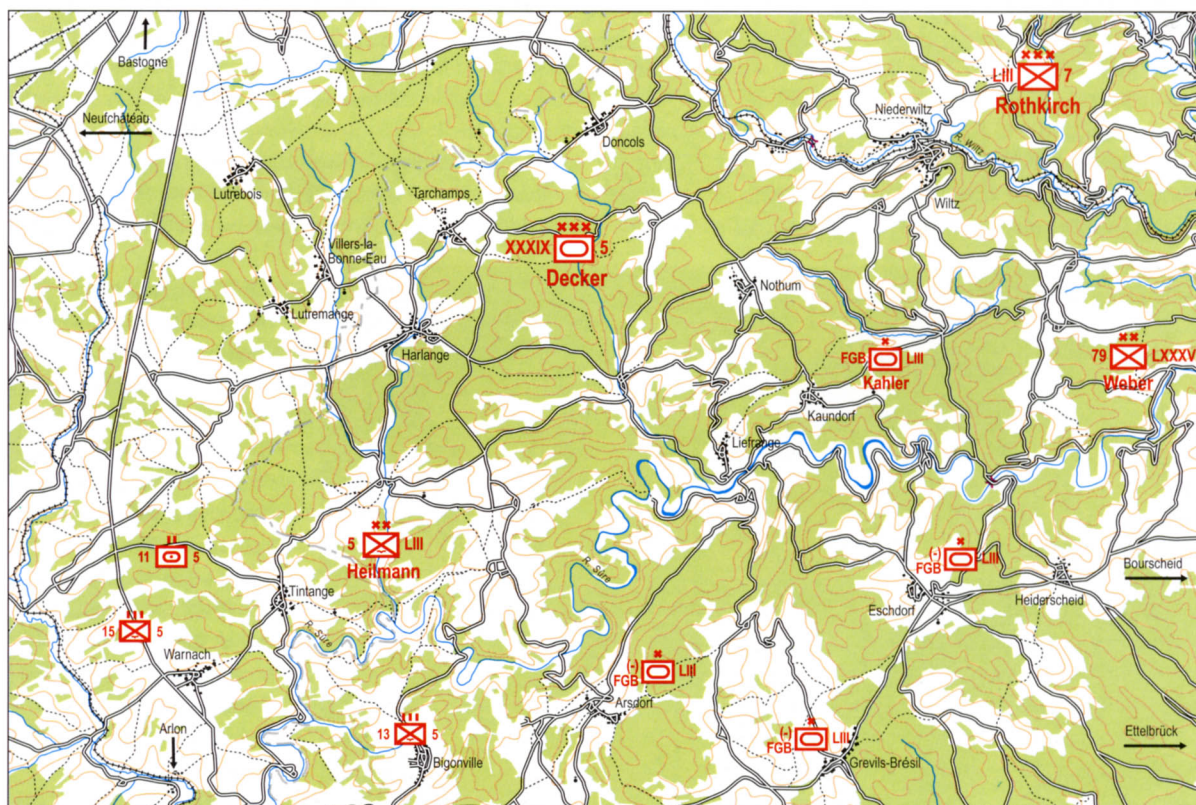 Bastogne
Neufchâteau
Lutrebois
Tarchamps
Doncols
Niederwiltz
Wiltz
Wiltz
LIII 7
Rothkirch
Villers-la-
Bonne-Eau
Lutremange
Harlange
XXXIX 5
Decker
Nothum
FGB LIII
Kahler
79 LXXXV
Weber
Kaundorf
Liefrange
5 LIII
Heilmann
11 5
15 5
Tintange
R. Sûre
R. Sûre
Warnach
Arlon
13 5
Bigonville
(-)
FGB LIII
Arsdorf
(-)
FGB LIII
Grevils-Brésil
(-)
FGB LIII
Eschdorf
Heiderscheid
Bourscheid
Ettelbrück